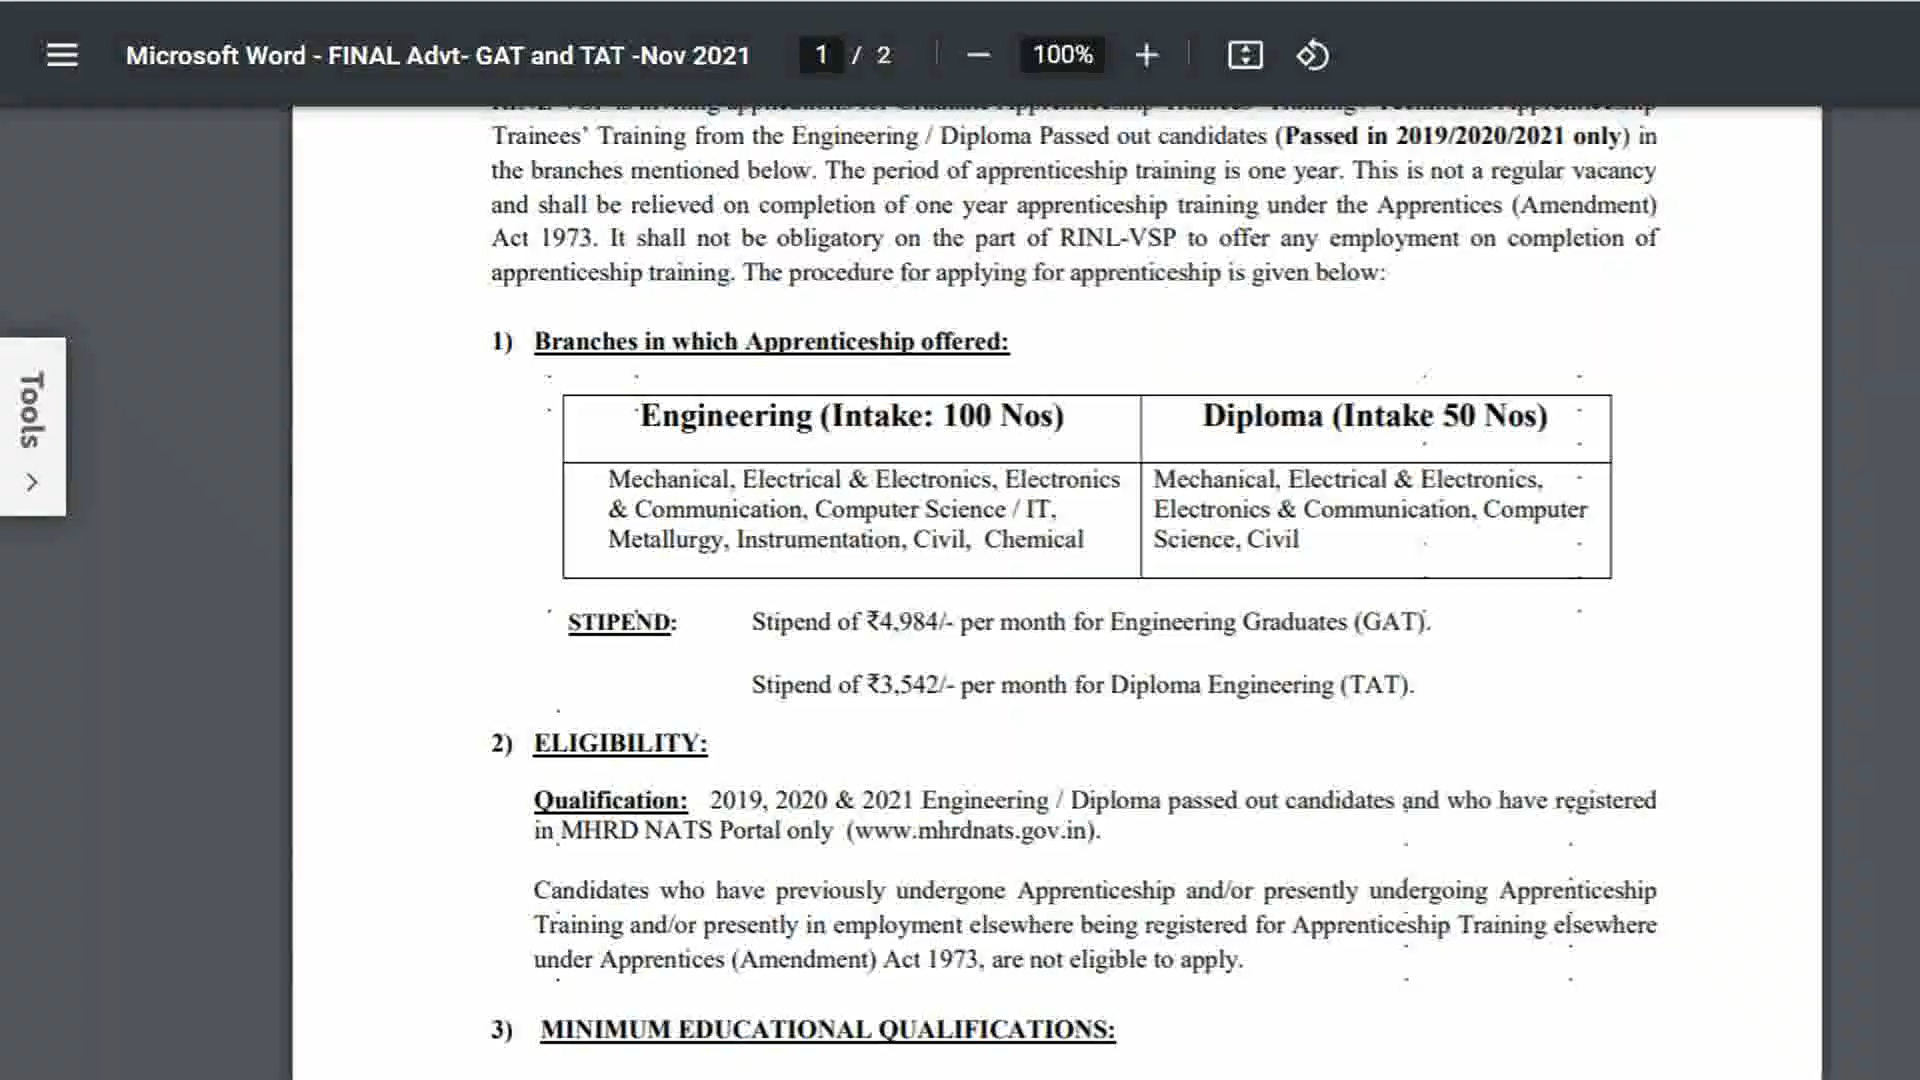 Microsoft Word - FINAL Advt- GAT and TAT -Nov 2021 1 / 2 100%
Trainees' Training from the Engineering / Diploma Passed out candidates (Passed in 2019/2020/2021 only) in
the branches mentioned below. The period of apprenticeship training is one year. This is not a regular vacancy
and shall be relieved on completion of one year apprenticeship training under the Apprentices (Amendment)
Act 1973. It shall not be obligatory on the part of RINL-VSP to offer any employment on completion of
apprenticeship training. The procedure for applying for apprenticeship is given below:
1) Branches in which Apprenticeship offered:
Tools
Engineering (Intake: 100 Nos)
Diploma (Intake 50 Nos)
Mechanical, Electrical & Electronics, Electronics
& Communication, Computer Science / IT,
Metallurgy, Instrumentation, Civil, Chemical
Mechanical, Electrical & Electronics,
Electronics & Communication, Computer
Science, Civil
STIPEND: Stipend of ₹4,984/- per month for Engineering Graduates (GAT).
Stipend of ₹3,542/- per month for Diploma Engineering (TAT).
2) ELIGIBILITY:
Qualification: 2019, 2020 & 2021 Engineering / Diploma passed out candidates and who have registered
in MHRD NATS Portal only (www.mhrdnats.gov.in).
Candidates who have previously undergone Apprenticeship and/or presently undergoing Apprenticeship
Training and/or presently in employment elsewhere being registered for Apprenticeship Training elsewhere
under Apprentices (Amendment) Act 1973, are not eligible to apply.
3) MINIMUM EDUCATIONAL QUALIFICATIONS: